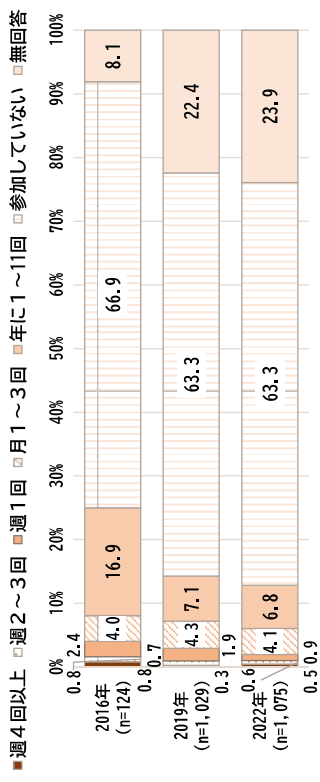 ■週４回以上 □週２～３回 ■週１回 □月１～３回 ■年に１～11回 □参加していない □無回答
0% 10% 20% 30% 40% 50% 60% 70% 80% 90% 100%
0.8 2.4
2016年
(n=124)
4.0 16.9 66.9 8.1
0.8 0.7
2019年
(n=1,029)
4.3 7.1 63.3 22.4
0.3 1.9
0.6
2022年
(n=1,075)
4.1 6.8 63.3 23.9
0.5 0.9